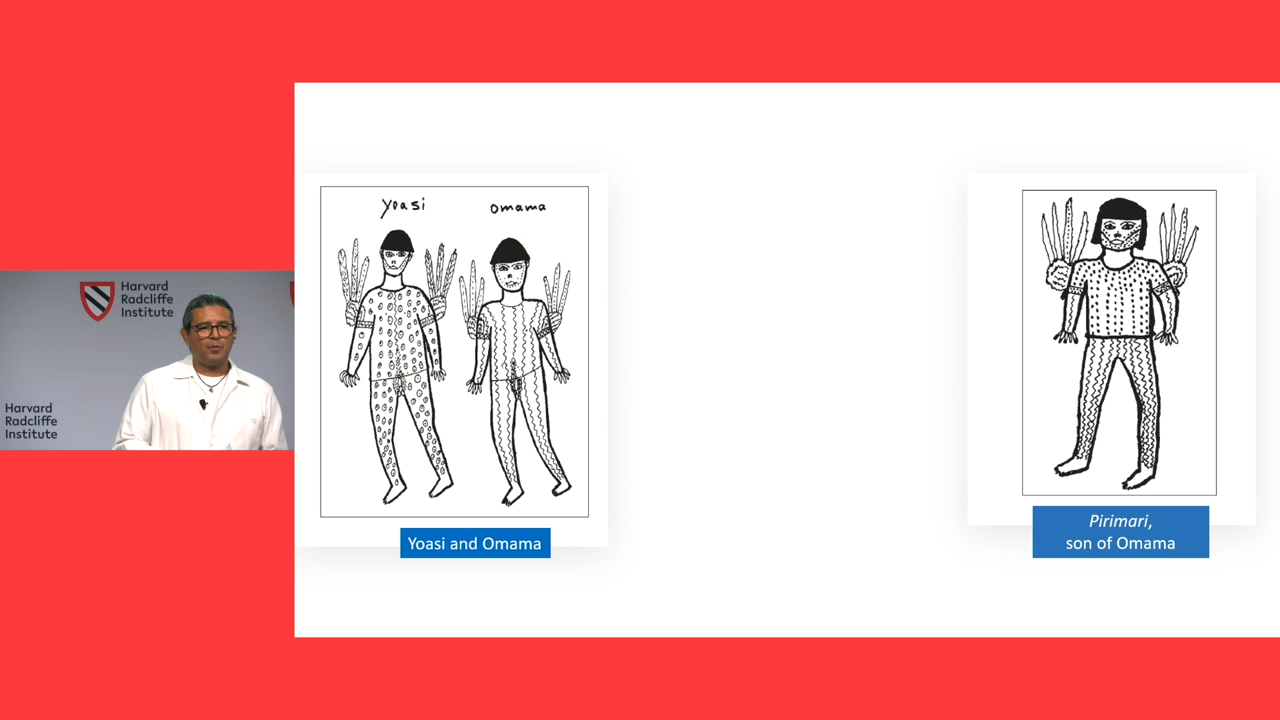 Harvard
Radcliffe
Institute
Harvard
Radcliffe
Institute
yoasi
omama
Yoasi and Omama
Pirimari,
son of Omama